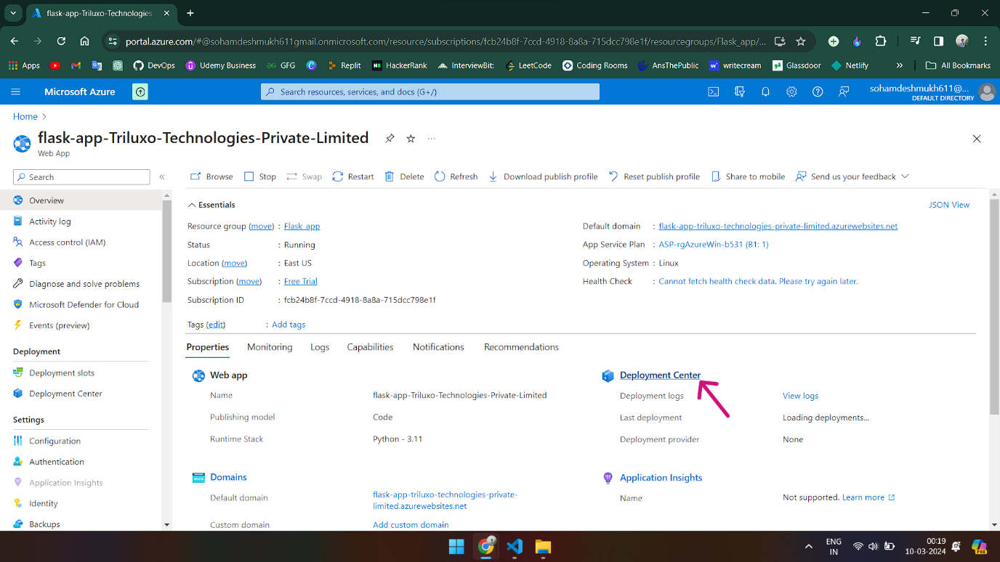 flask-app-Triluxo-Technologies
portal.azure.com/#@sohamdeshmukh611gmail.onmicrosoft.com/resource/subscriptions/fcb24b8f-7ccd-4918-8a8a-715dcc798e1f/resourcegroups/Flask_app/...
Apps DevOps Udemy Business GFG Replit HackerRank InterviewBit: LeetCode Coding Rooms AnsThePublic writecream Glassdoor Netlify » All Bookmarks
Microsoft Azure
Search resources, services, and docs (G+/)
sohamdeshmukh611@...
DEFAULT DIRECTORY
Home
flask-app-Triluxo-Technologies-Private-Limited
Web App
Search
Browse Stop Swap Restart Delete Refresh Download publish profile Reset publish profile Share to mobile Send us your feedback
Overview
Activity log
Access control (IAM)
Tags
Diagnose and solve problems
Microsoft Defender for Cloud
Events (preview)
Deployment
Deployment slots
Deployment Center
Settings
Configuration
Authentication
Application Insights
Identity
Backups
Essentials
JSON View
Resource group (move) : Flask_app
Status : Running
Location (move) : East US
Subscription (move) : Free Trial
Subscription ID : fcb24b8f-7ccd-4918-8a8a-715dcc798e1f
Default domain : flask-app-triluxo-technologies-private-limited.azurewebsites.net
App Service Plan : ASP-rgAzureWin-b531 (B1: 1)
Operating System : Linux
Health Check : Cannot fetch health check data. Please try again later.
Tags (edit) : Add tags
Properties Monitoring Logs Capabilities Notifications Recommendations
Web app
Name flask-app-Triluxo-Technologies-Private-Limited
Publishing model Code
Runtime Stack Python - 3.11
Domains
Default domain flask-app-triluxo-technologies-private-
limited.azurewebsites.net
Custom domain Add custom domain
Deployment Center
Deployment logs View logs
Last deployment Loading deployments...
Deployment provider None
Application Insights
Name Not supported. Learn more
ENG
IN
00:19
10-03-2024
PRE